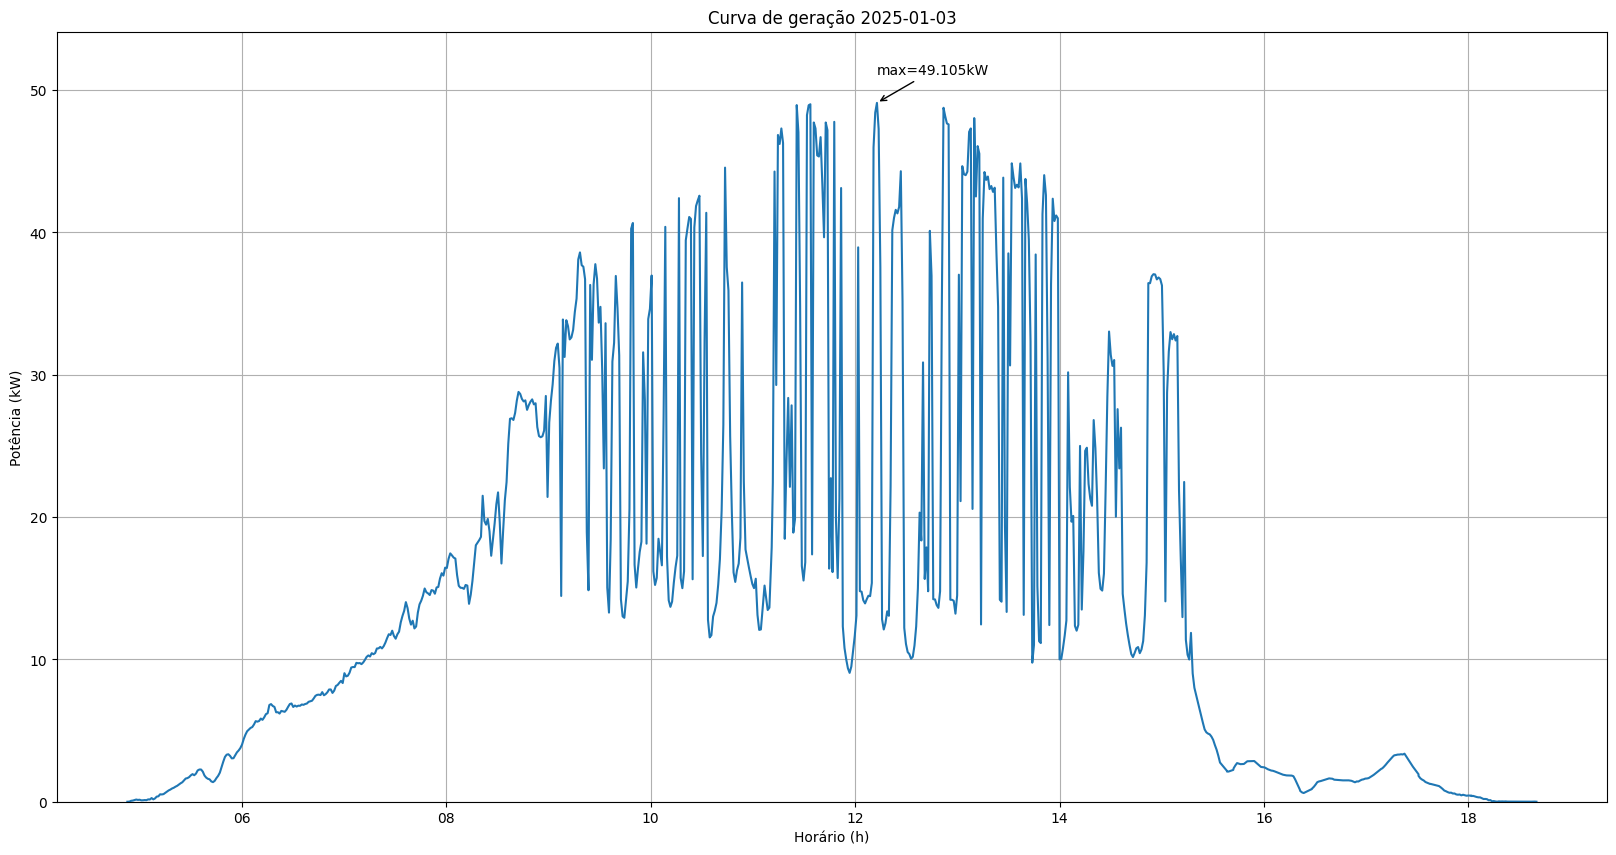 Curva de geração 2025-01-03
max=49.105kW
Potência (kW)
50
40
30
20
10
0
06 08 10 12 14 16 18
Horário (h)